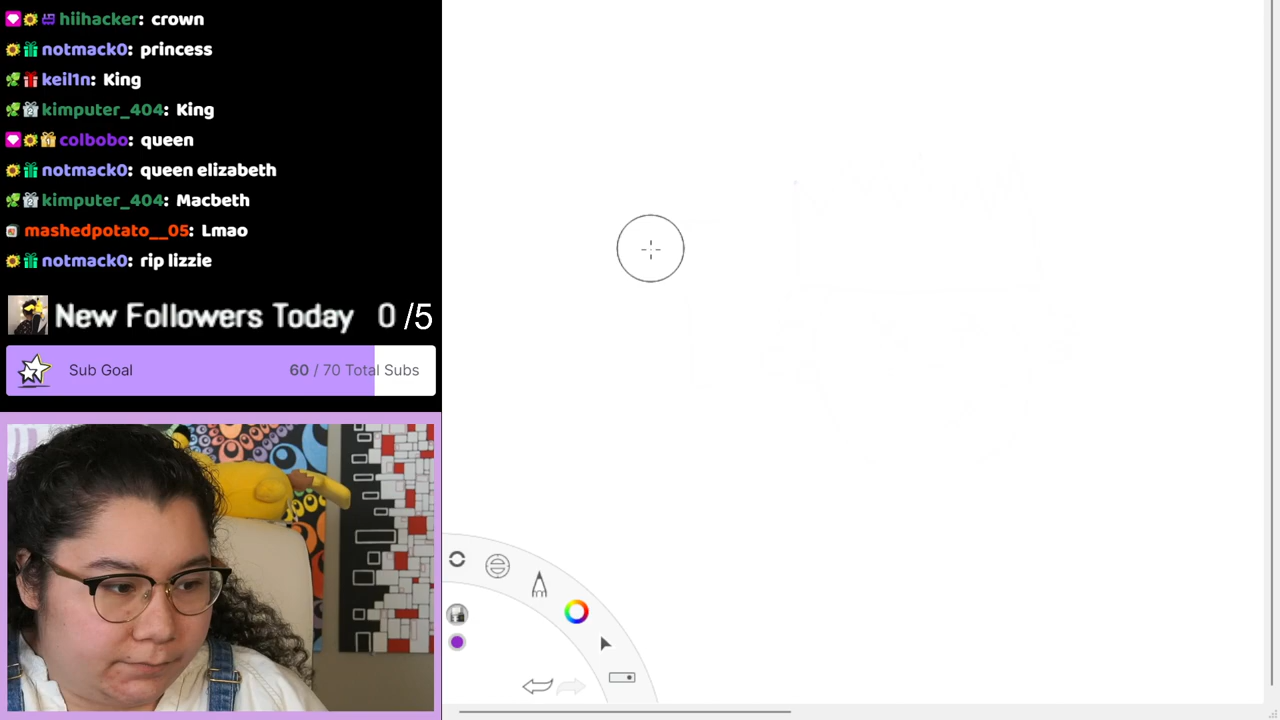 hiihacker: crown
notmack0: princess
keil1n: King
kimputer_404: King
colbobo: queen
notmack0: queen elizabeth
kimputer_404: Macbeth
mashedpotato__05: Lmao
notmack0: rip lizzie
New Followers Today 0 /5
Sub Goal 60 / 70 Total Subs